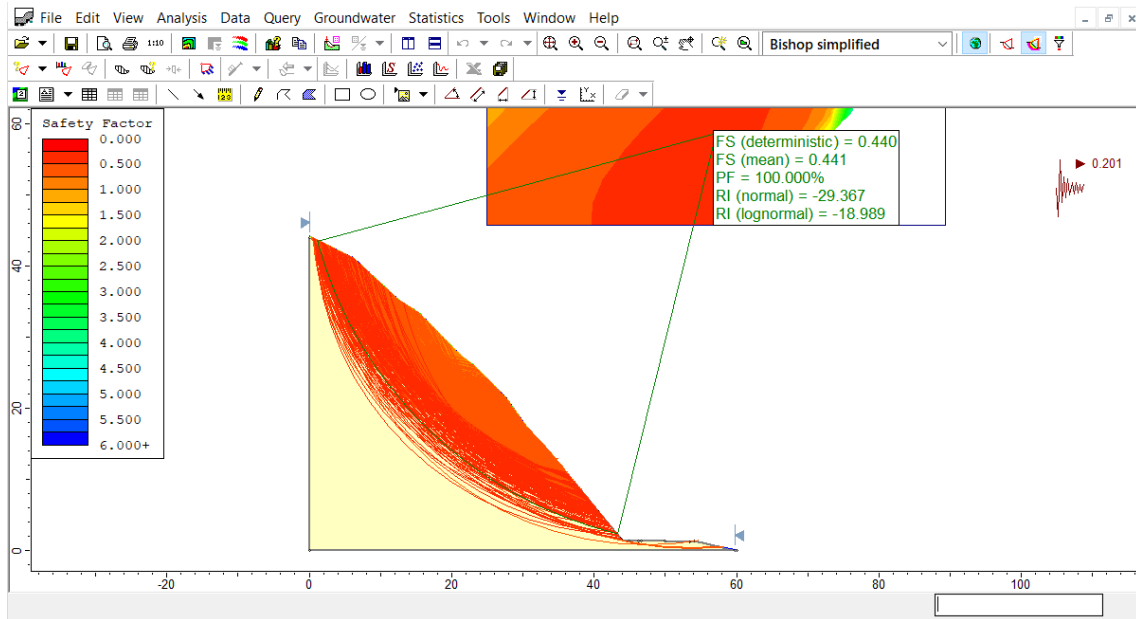 File Edit View Analysis Data Query Groundwater Statistics Tools Window Help
1:10
Bishop simplified
Safety Factor
0.000
0.500
1.000
1.500
2.000
2.500
3.000
3.500
4.000
4.500
5.000
5.500
6.000+
FS (deterministic) = 0.440
FS (mean) = 0.441
PF = 100.000%
RI (normal) = -29.367
RI (lognormal) = -18.989
0.201
60
40
20
0
-20 0 20 40 60 80 100